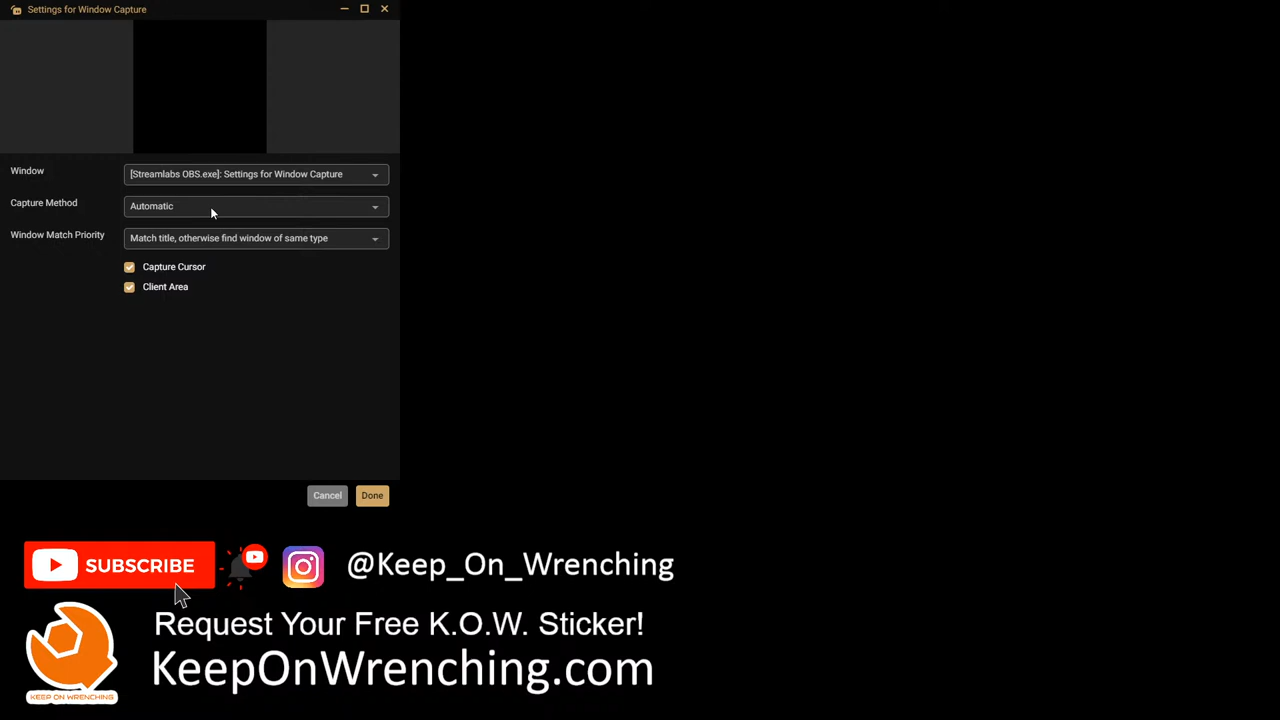 Settings for Window Capture
Window
[Streamlabs OBS.exe]: Settings for Window Capture
Capture Method
Automatic
Window Match Priority
Match title, otherwise find window of same type
Capture Cursor
Client Area
Cancel
Done
SUBSCRIBE
@Keep_On_Wrenching
Request Your Free K.O.W. Sticker!
KeepOnWrenching.com
KEEP ON WRENCHING